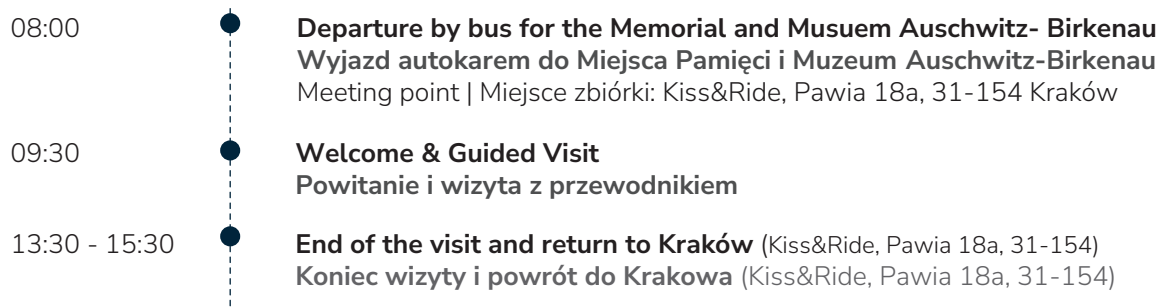 08:00
Departure by bus for the Memorial and Musuem Auschwitz- Birkenau
Wyjazd autokarem do Miejsca Pamięci i Muzeum Auschwitz-Birkenau
Meeting point | Miejsce zbiórki: Kiss&Ride, Pawia 18a, 31-154 Kraków
09:30
Welcome & Guided Visit
Powitanie i wizyta z przewodnikiem
13:30 - 15:30
End of the visit and return to Kraków (Kiss&Ride, Pawia 18a, 31-154)
Koniec wizyty i powrót do Krakowa (Kiss&Ride, Pawia 18a, 31-154)